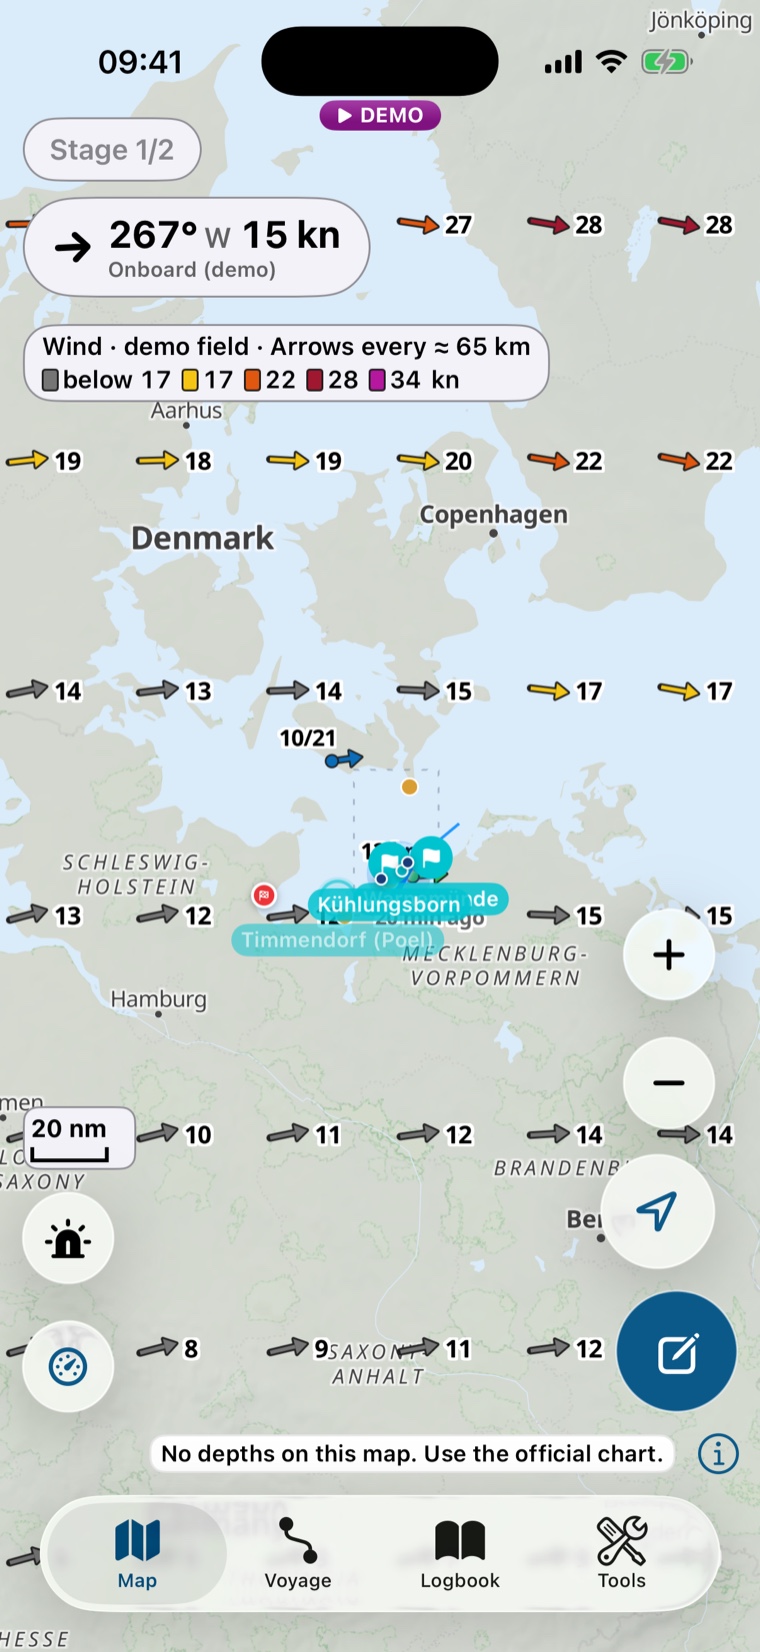 Jönköping
09:41
DEMO
Stage 1/2
27
28
28
267° W 15 kn
Onboard (demo)
Wind · demo field · Arrows every ≈ 65 km
below 17 17 22 28 34 kn
Aarhus
19
18
19
20
22
22
Copenhagen
Denmark
14
13
14
15
17
17
10/21
SCHLESWIG-
HOLSTEIN
Kühlungsborn
13
12
15
15
min ago
Timmendorf (Poel)
MECKLENBURG-
VORPOMMERN
Hamburg
20 nm
10
11
12
14
14
SAXONY
8
9
11
12
ANHALT
No depths on this map. Use the official chart.
Map
Voyage
Logbook
Tools